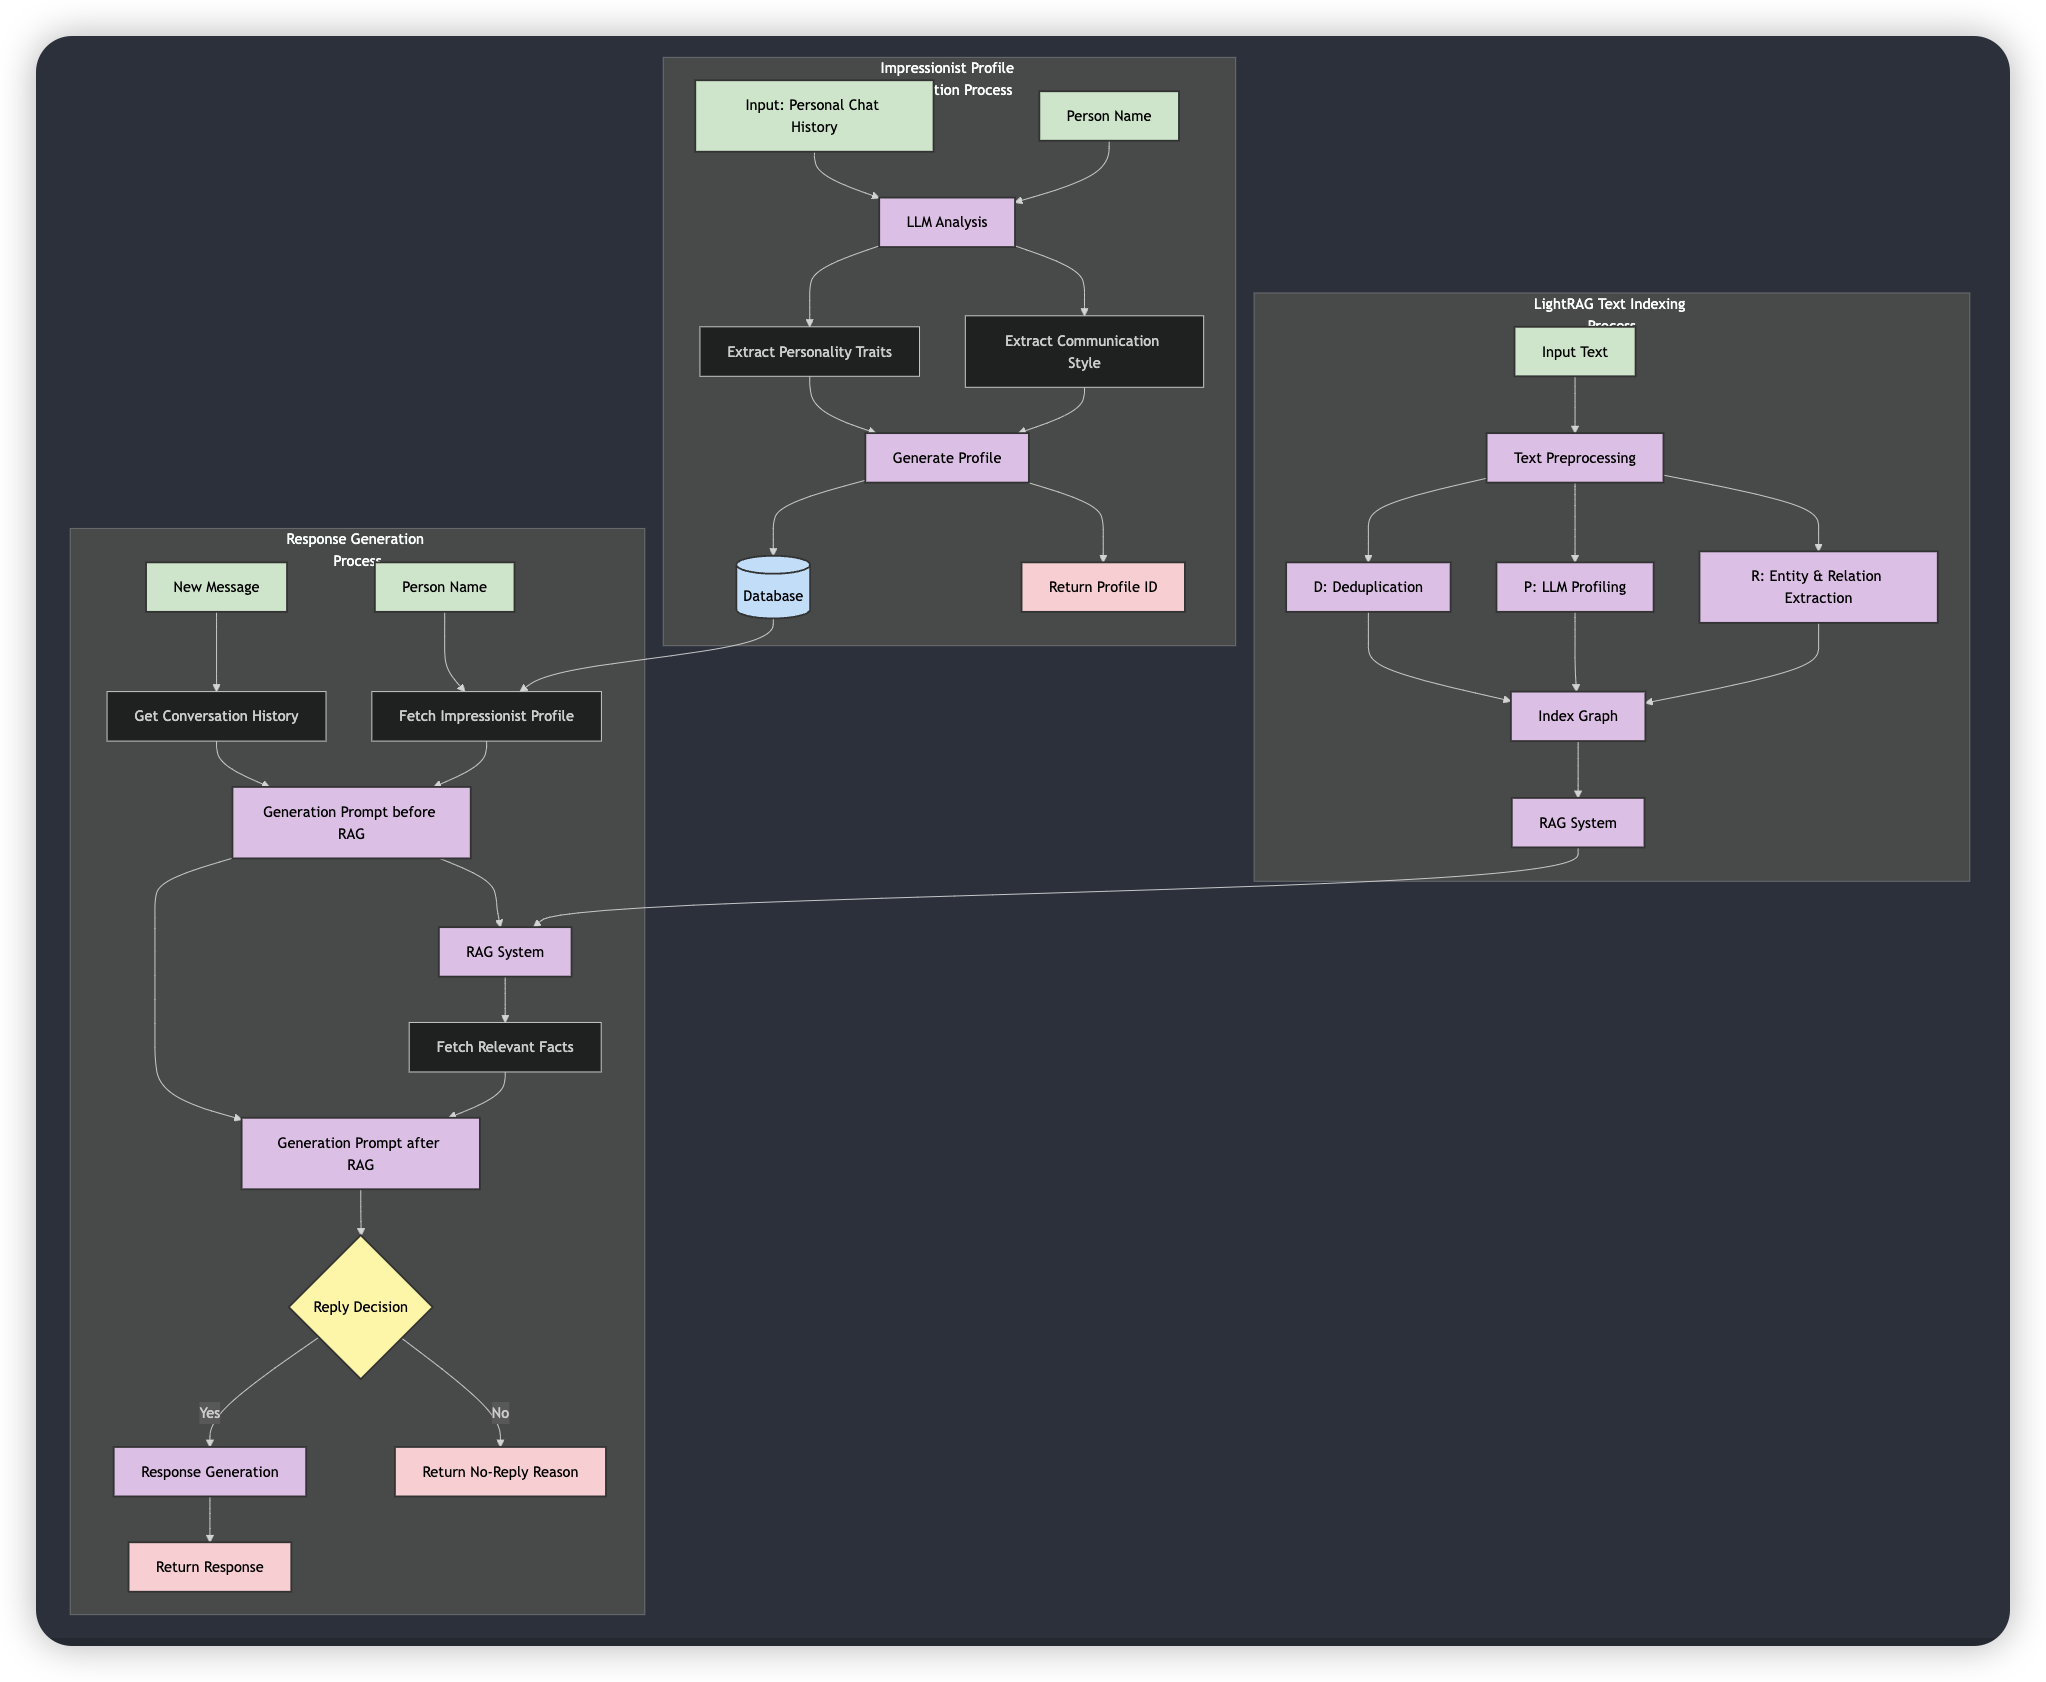 Impressionist Profile
tion Process
Input: Personal Chat
History
Person Name
LLM Analysis
Extract Personality Traits
Extract Communication
Style
Generate Profile
Database
Return Profile ID
LightRAG Text Indexing
Process
Input Text
Text Preprocessing
D: Deduplication
P: LLM Profiling
R: Entity & Relation
Extraction
Index Graph
RAG System
Response Generation
Process
New Message
Person Name
Get Conversation History
Fetch Impressionist Profile
Generation Prompt before
RAG
RAG System
Fetch Relevant Facts
Generation Prompt after
RAG
Reply Decision
Yes
No
Response Generation
Return No-Reply Reason
Return Response